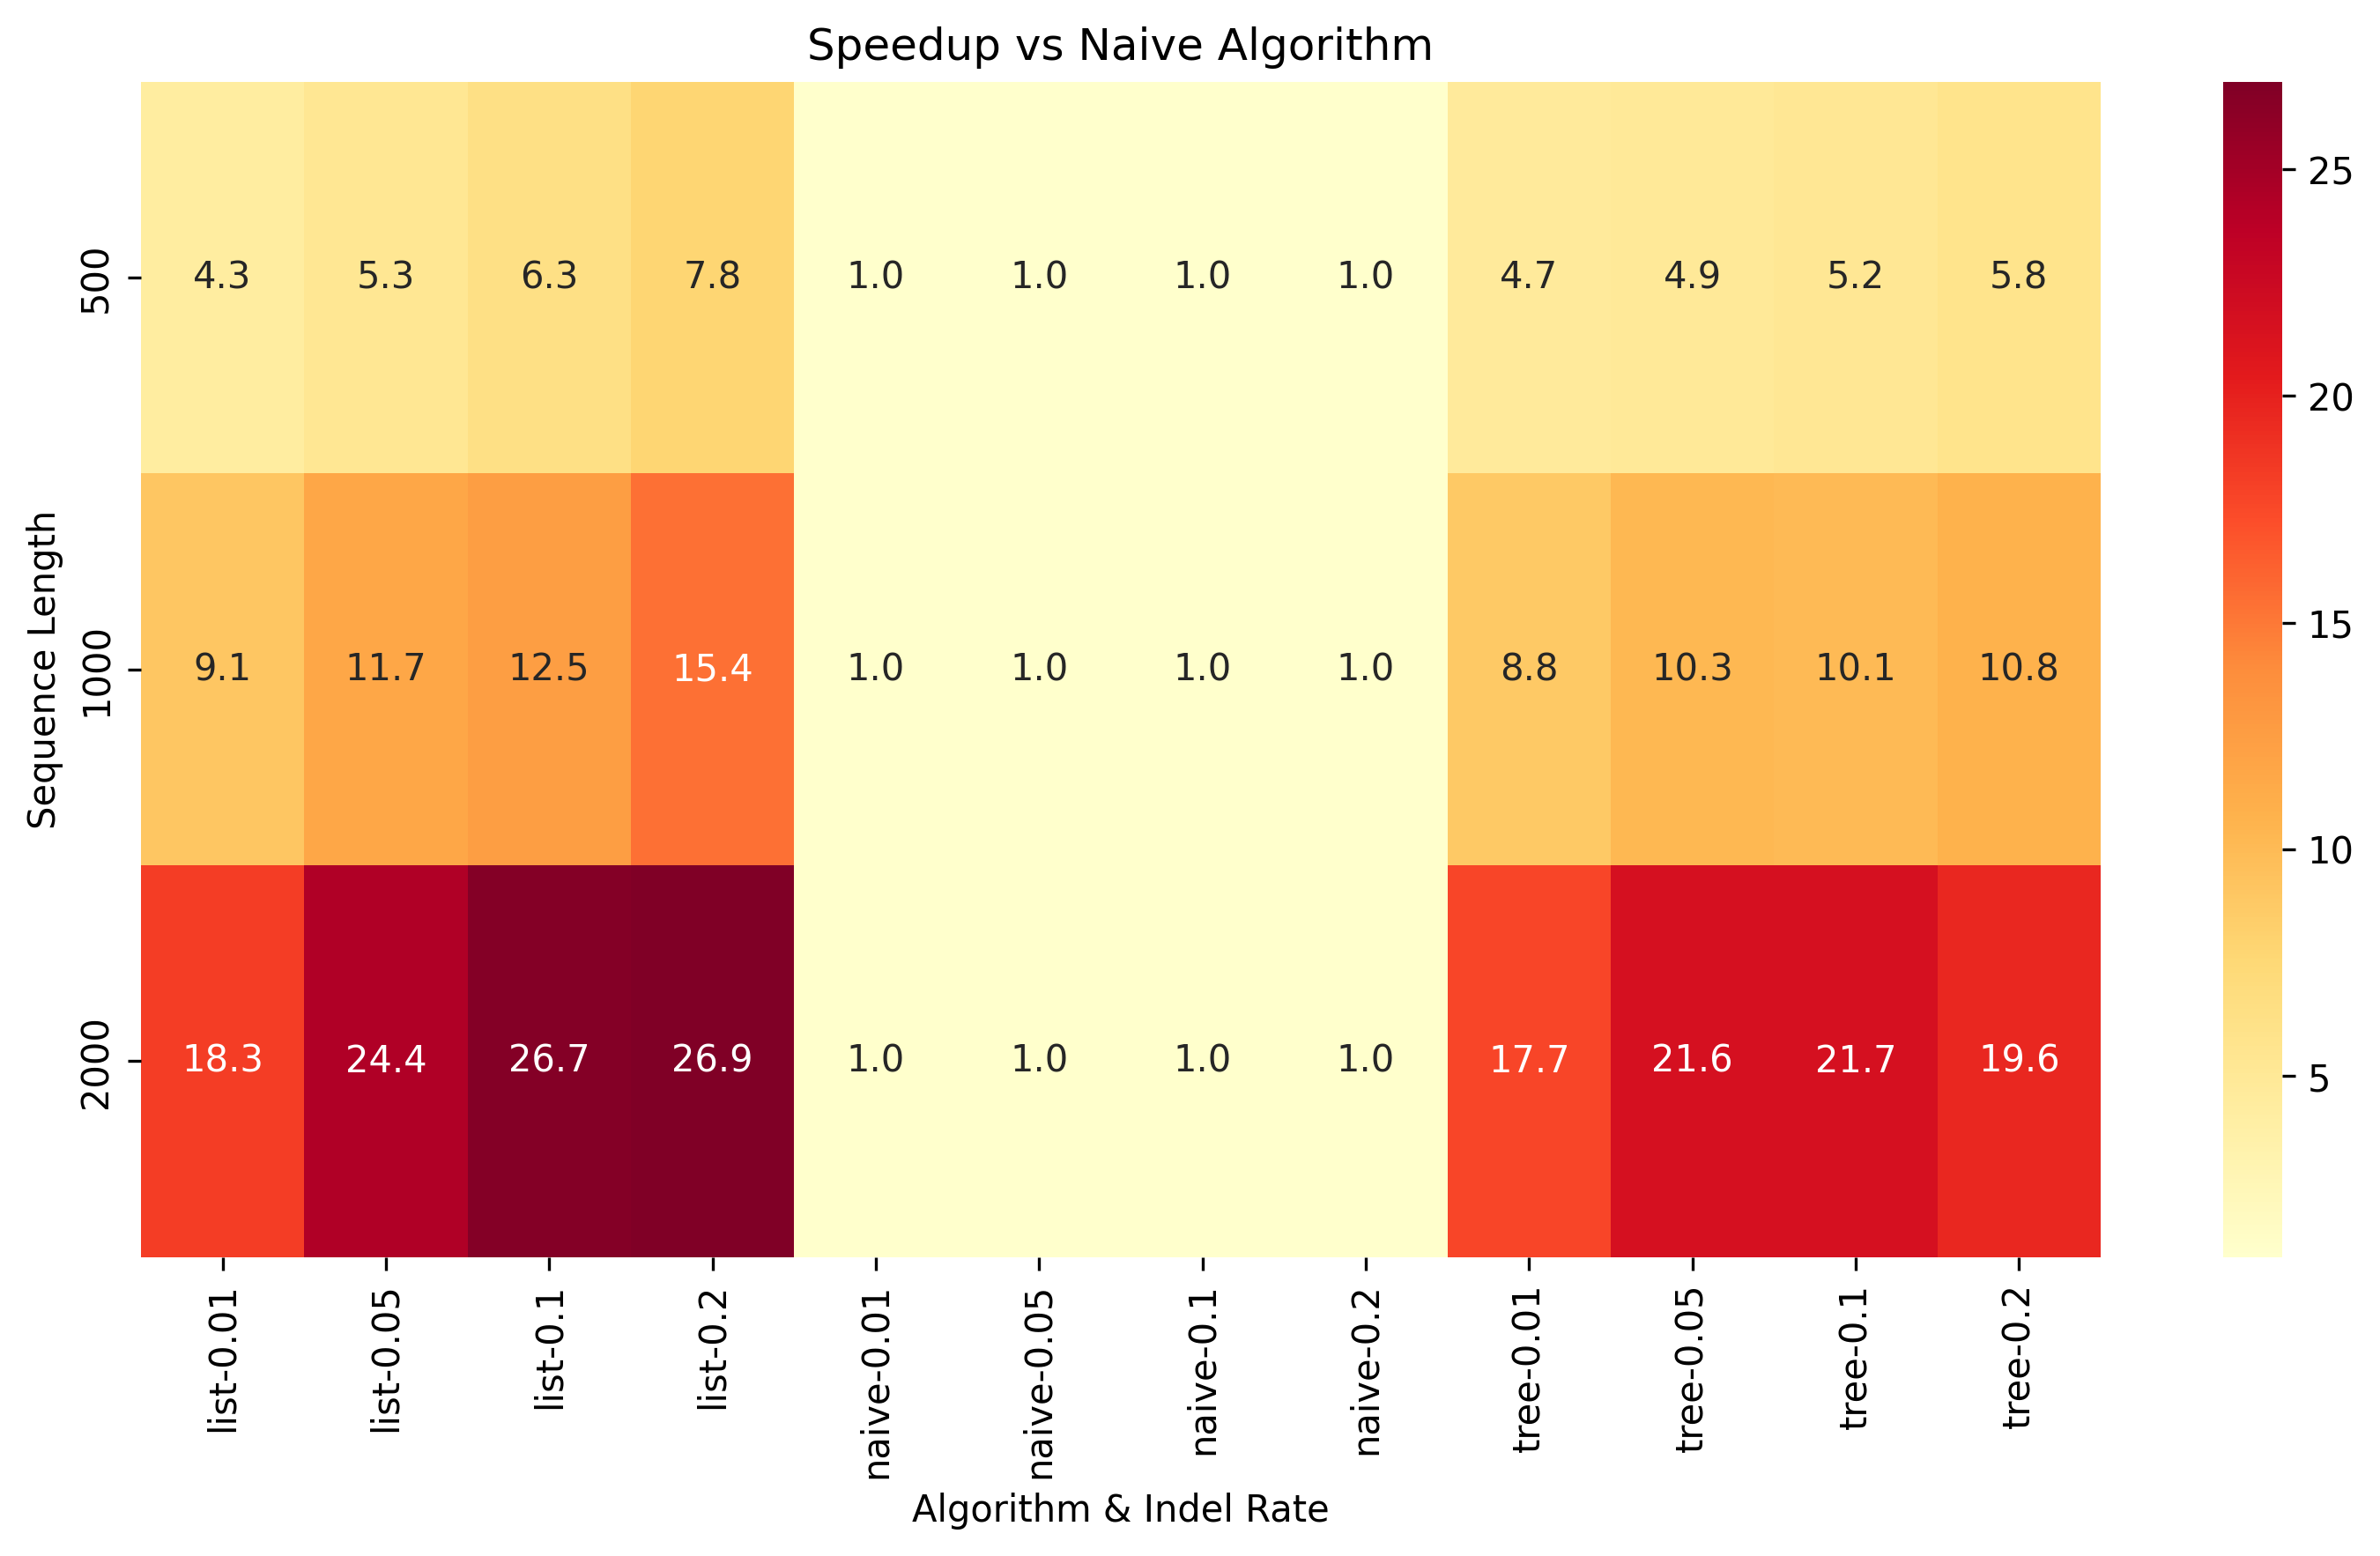 Speedup vs Naive Algorithm
Sequence Length
500
4.3 5.3 6.3 7.8 1.0 1.0 1.0 1.0 4.7 4.9 5.2 5.8
1000
9.1 11.7 12.5 15.4 1.0 1.0 1.0 1.0 8.8 10.3 10.1 10.8
2000
18.3 24.4 26.7 26.9 1.0 1.0 1.0 1.0 17.7 21.6 21.7 19.6
list-0.01
list-0.05
list-0.1
list-0.2
naive-0.01
naive-0.05
naive-0.1
naive-0.2
tree-0.01
tree-0.05
tree-0.1
tree-0.2
Algorithm & Indel Rate
25
20
15
10
5